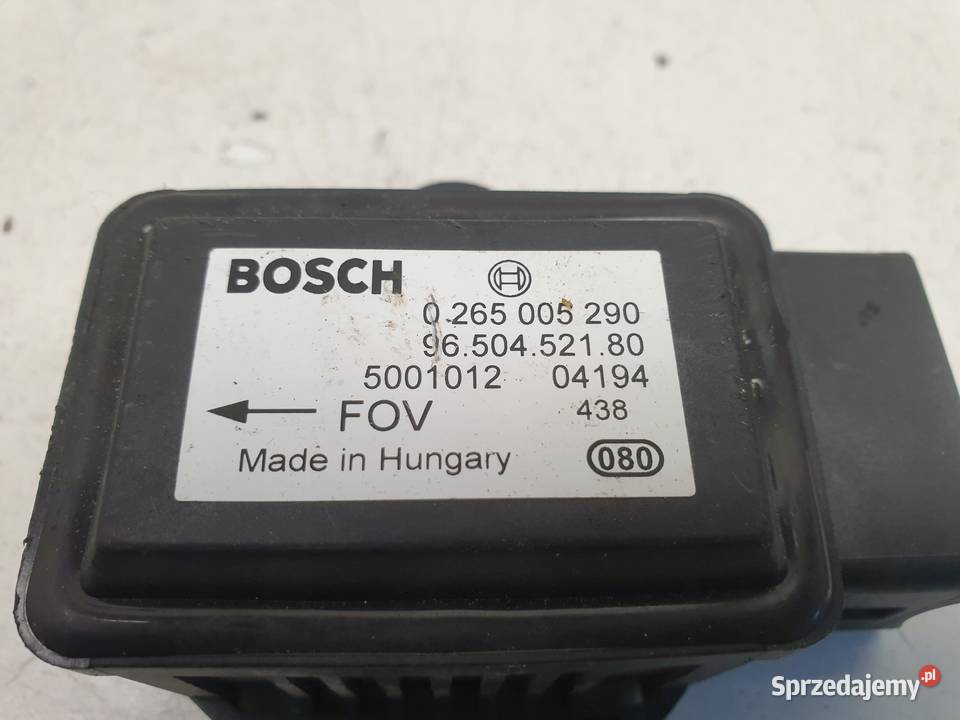 BOSCH
0 265 005 290
96.504.521.80
5001012 04194
FOV 438
Made in Hungary 080
Sprzedajemy.pl